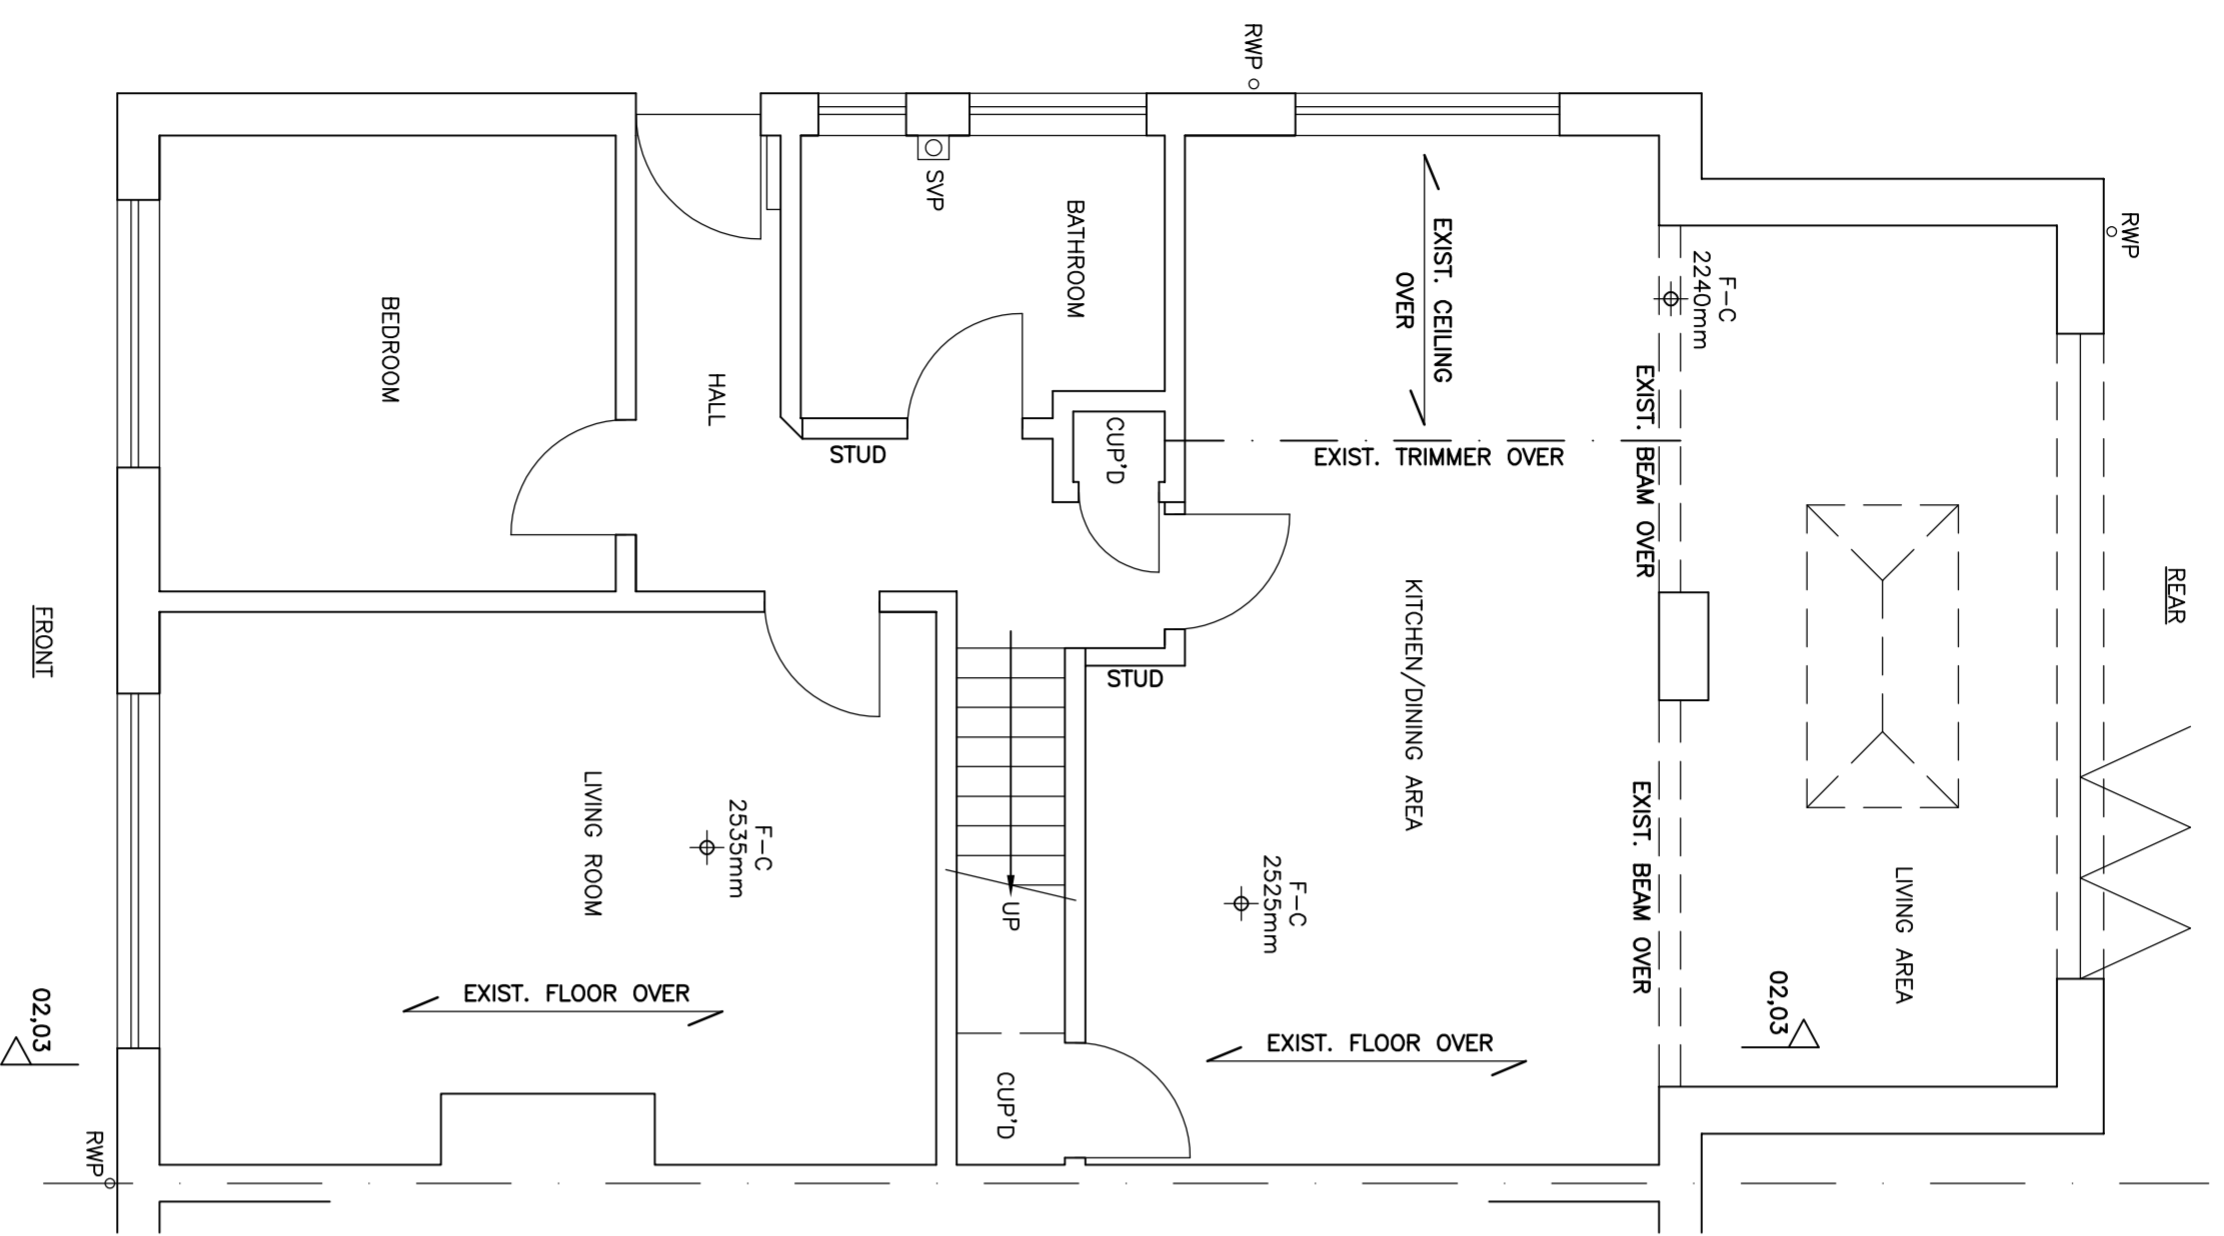 RWP
RWP
SVP
BATHROOM
EXIST. CEILING
OVER
F-C
2240mm
BEDROOM
HALL
EXIST. BEAM OVER
CUP'D
STUD
EXIST. TRIMMER OVER
REAR
FRONT
KITCHEN/DINING AREA
STUD
LIVING ROOM
F-C
2535mm
UP
F-C
2525mm
EXIST. BEAM OVER
LIVING AREA
EXIST. FLOOR OVER
02,03
02,03
EXIST. FLOOR OVER
CUP'D
RWP